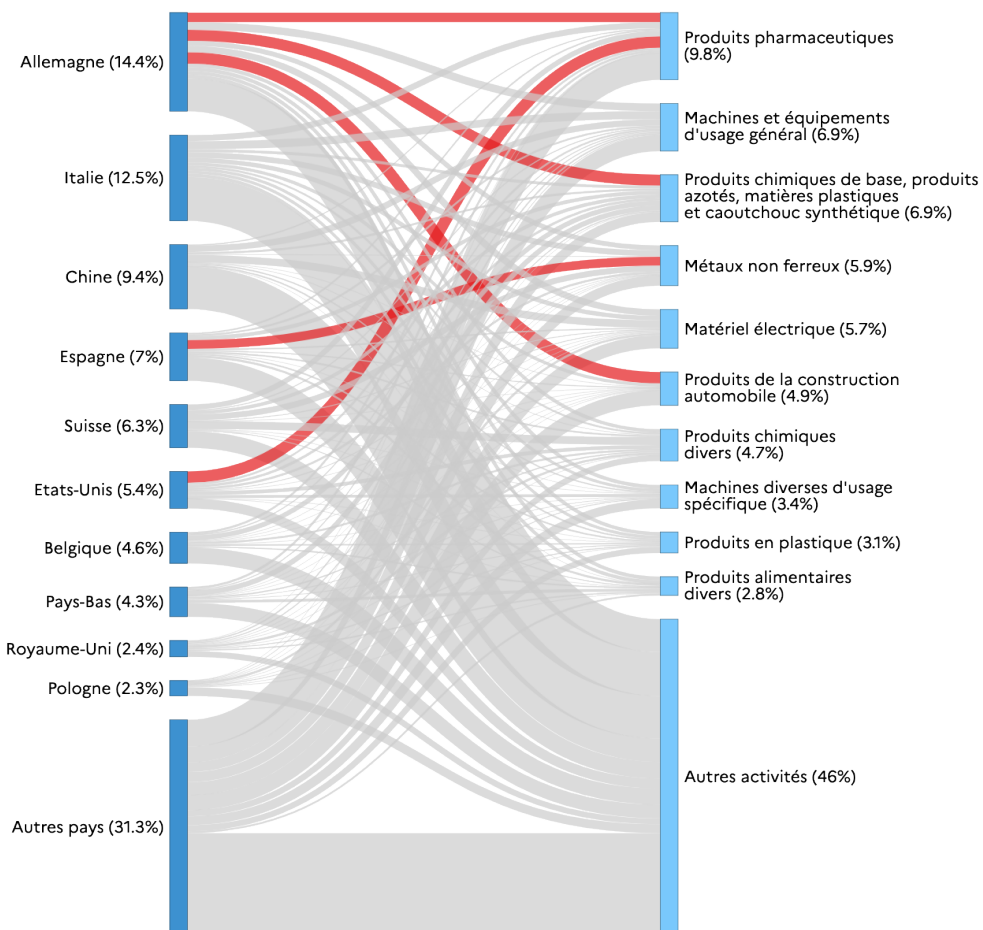 Allemagne (14.4%)
Italie (12.5%)
Chine (9.4%)
Espagne (7%)
Suisse (6.3%)
Etats-Unis (5.4%)
Belgique (4.6%)
Pays-Bas (4.3%)
Royaume-Uni (2.4%)
Pologne (2.3%)
Autres pays (31.3%)
Produits pharmaceutiques
(9.8%)
Machines et équipements
d'usage général (6.9%)
Produits chimiques de base, produits
azotés, matières plastiques
et caoutchouc synthétique (6.9%)
Métaux non ferreux (5.9%)
Matériel électrique (5.7%)
Produits de la construction
automobile (4.9%)
Produits chimiques
divers (4.7%)
Machines diverses d'usage
spécifique (3.4%)
Produits en plastique (3.1%)
Produits alimentaires
divers (2.8%)
Autres activités (46%)